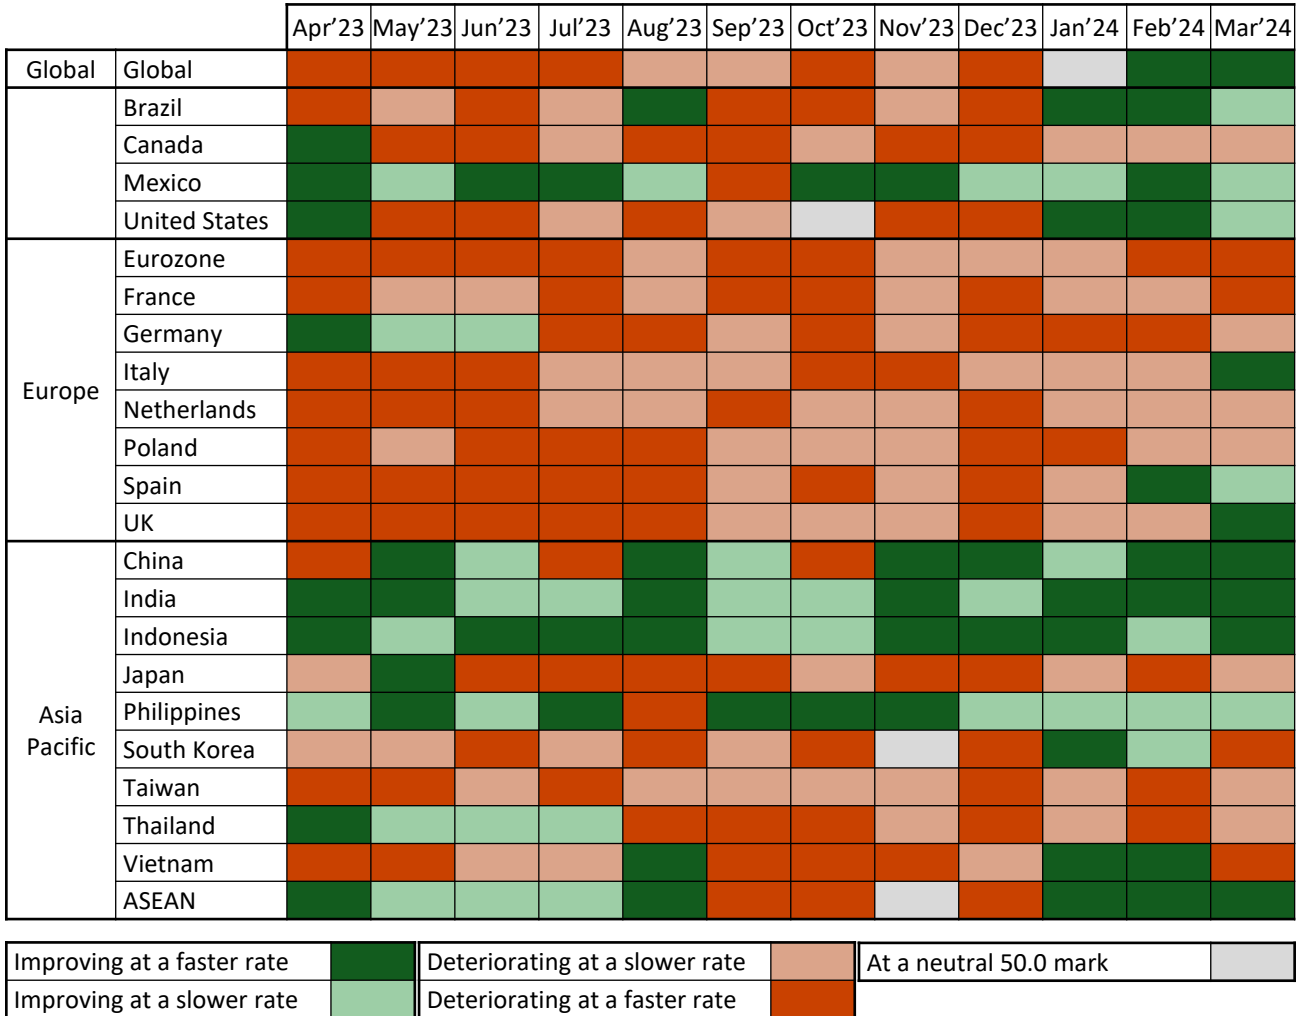 Apr’23 May’23 Jun’23 Jul’23 Aug’23 Sep’23 Oct’23 Nov’23 Dec’23 Jan’24 Feb’24 Mar’24
Global Global
Brazil
Canada
Mexico
United States
Europe
Eurozone
France
Germany
Italy
Netherlands
Poland
Spain
UK
Asia
Pacific
China
India
Indonesia
Japan
Philippines
South Korea
Taiwan
Thailand
Vietnam
ASEAN
Improving at a faster rate Deteriorating at a slower rate At a neutral 50.0 mark
Improving at a slower rate Deteriorating at a faster rate